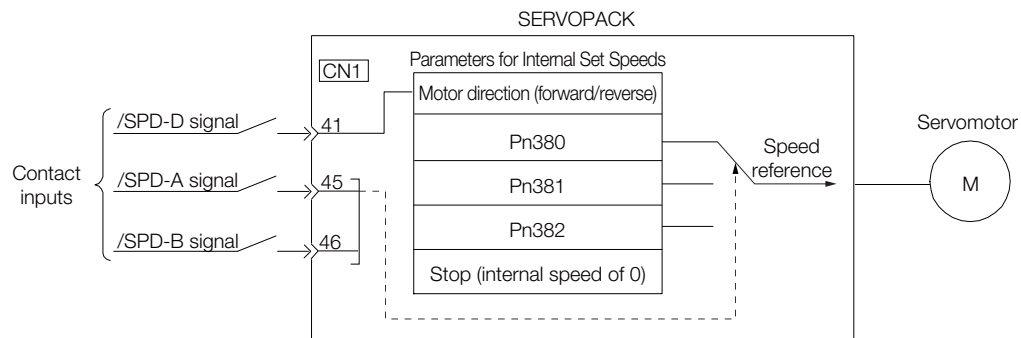 SERVOPACK
CN1
Parameters for Internal Set Speeds
Motor direction (forward/reverse)
/SPD-D signal
41
Pn380
Servomotor
Speed
reference
Contact
inputs
/SPD-A signal
45
Pn381
M
/SPD-B signal
46
Pn382
Stop (internal speed of 0)